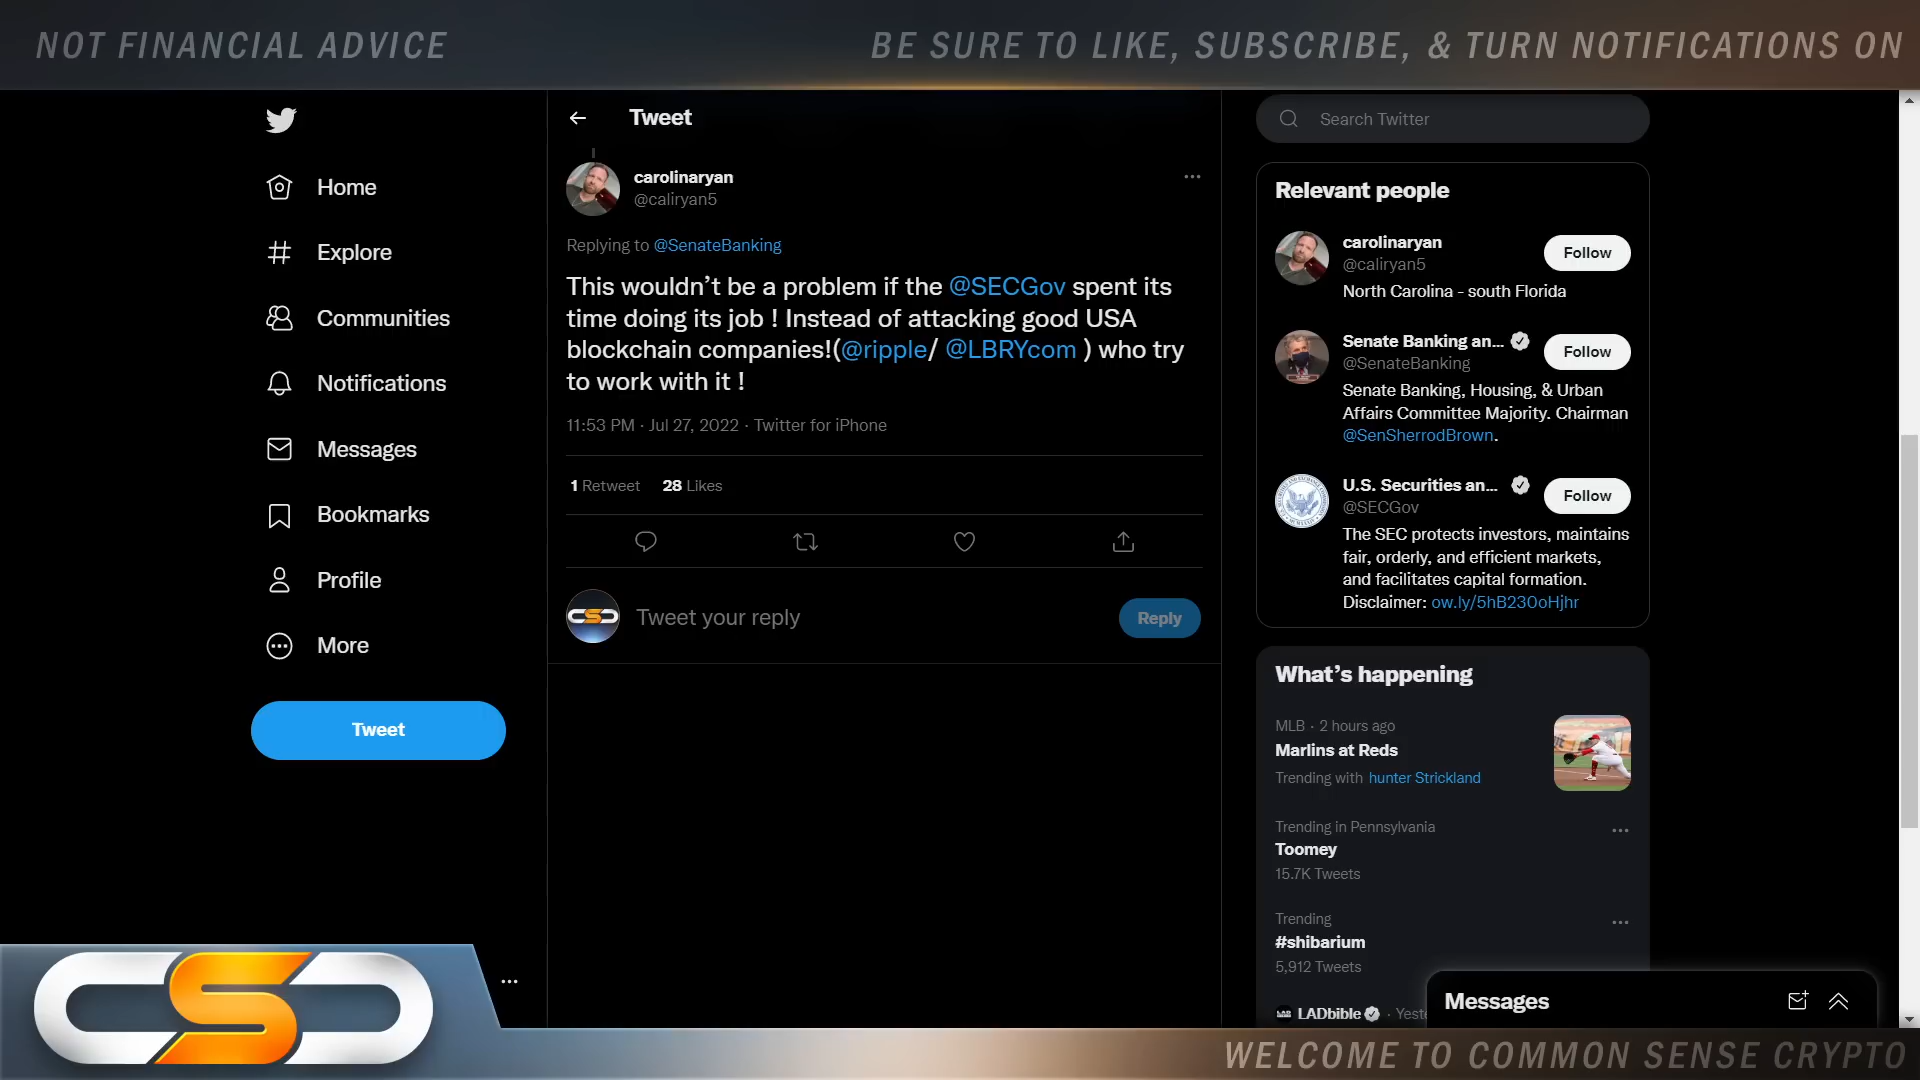 NOT FINANCIAL ADVICE
BE SURE TO LIKE, SUBSCRIBE, & TURN NOTIFICATIONS ON
Home
Explore
Communities
Notifications
Messages
Bookmarks
Profile
More
Tweet
Tweet
carolinaryan
@caliryan5
Replying to @SenateBanking
This wouldn’t be a problem if the @SECGov spent its
time doing its job ! Instead of attacking good USA
blockchain companies!(@ripple/ @LBRYcom ) who try
to work with it !
11:53 PM · Jul 27, 2022 · Twitter for iPhone
1 Retweet 28 Likes
Tweet your reply
Reply
Search Twitter
Relevant people
carolinaryan
@caliryan5
Follow
North Carolina - south Florida
Senate Banking an...
@SenateBanking
Follow
Senate Banking, Housing, & Urban
Affairs Committee Majority. Chairman
@SenSherrodBrown.
U.S. Securities an...
@SECGov
Follow
The SEC protects investors, maintains
fair, orderly, and efficient markets,
and facilitates capital formation.
Disclaimer: ow.ly/5hB230oHjhr
What’s happening
MLB · 2 hours ago
Marlins at Reds
Trending with hunter Strickland
Trending in Pennsylvania
Toomey
15.7K Tweets
Trending
#shibarium
5,912 Tweets
LADbible · Yeste
Messages
CSC
WELCOME TO COMMON SENSE CRYPTO